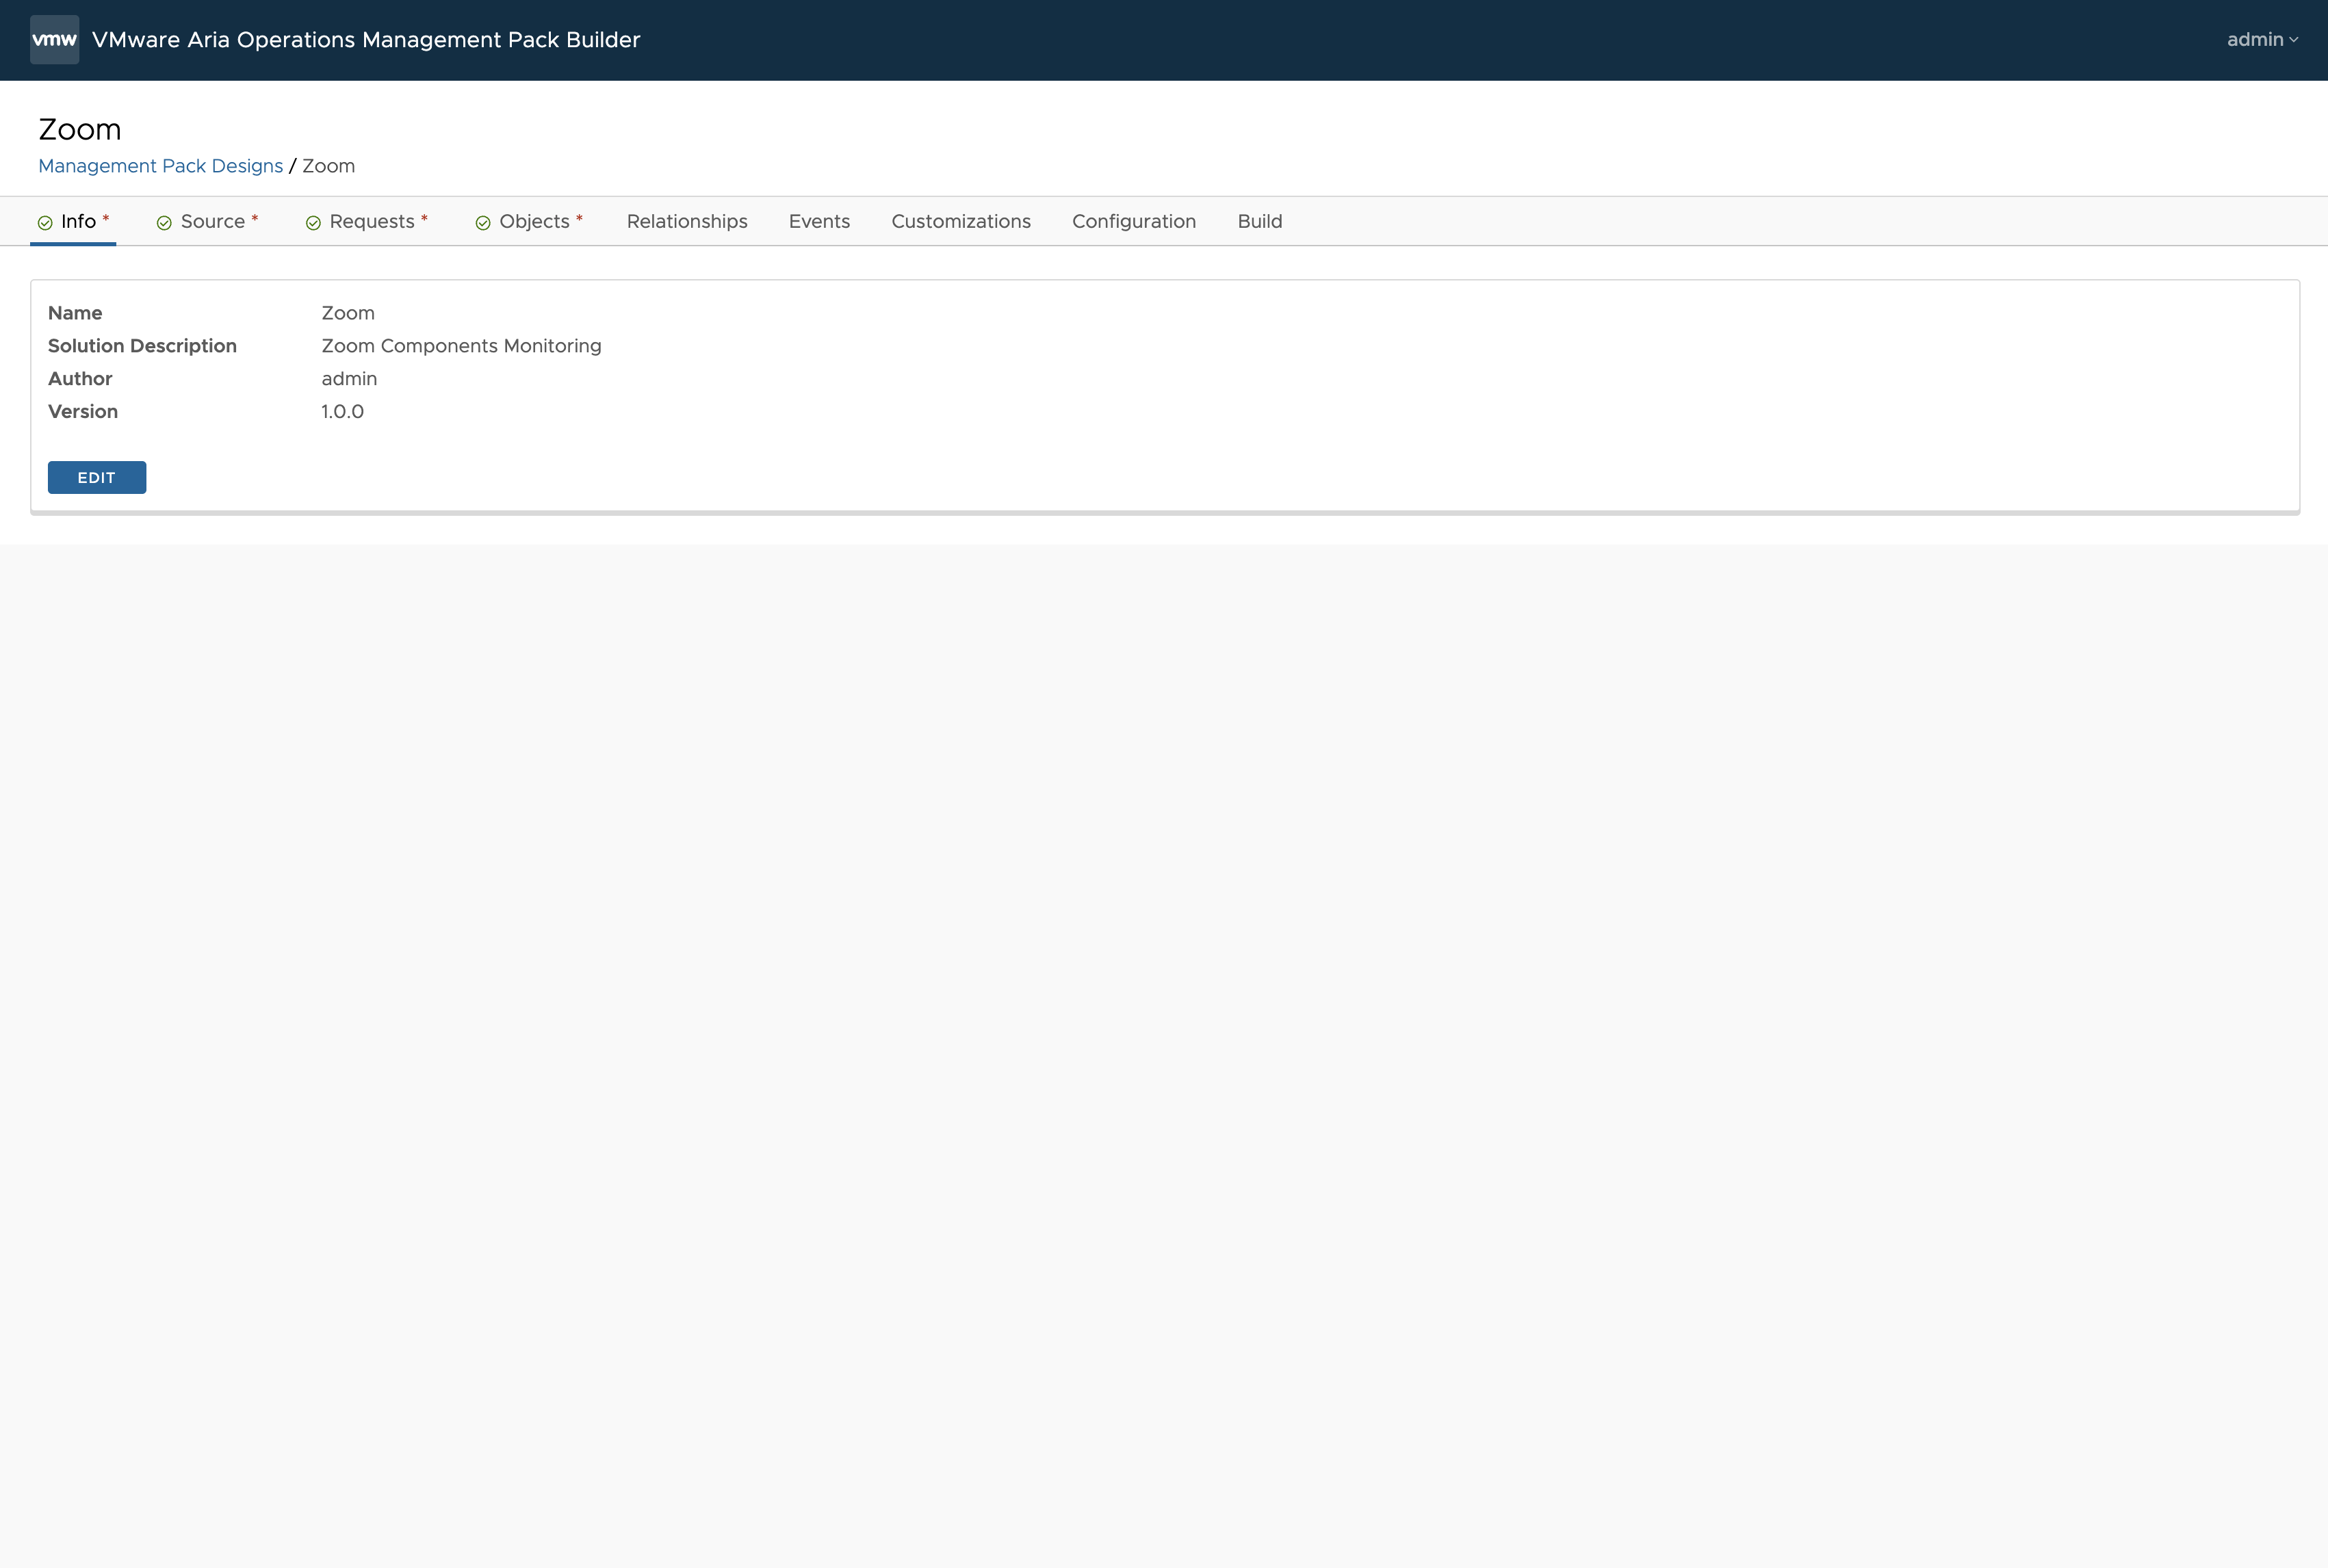 vmw VMware Aria Operations Management Pack Builder admin
Zoom
Management Pack Designs / Zoom
Info * Source * Requests * Objects * Relationships Events Customizations Configuration Build
Name Zoom
Solution Description Zoom Components Monitoring
Author admin
Version 1.0.0
EDIT